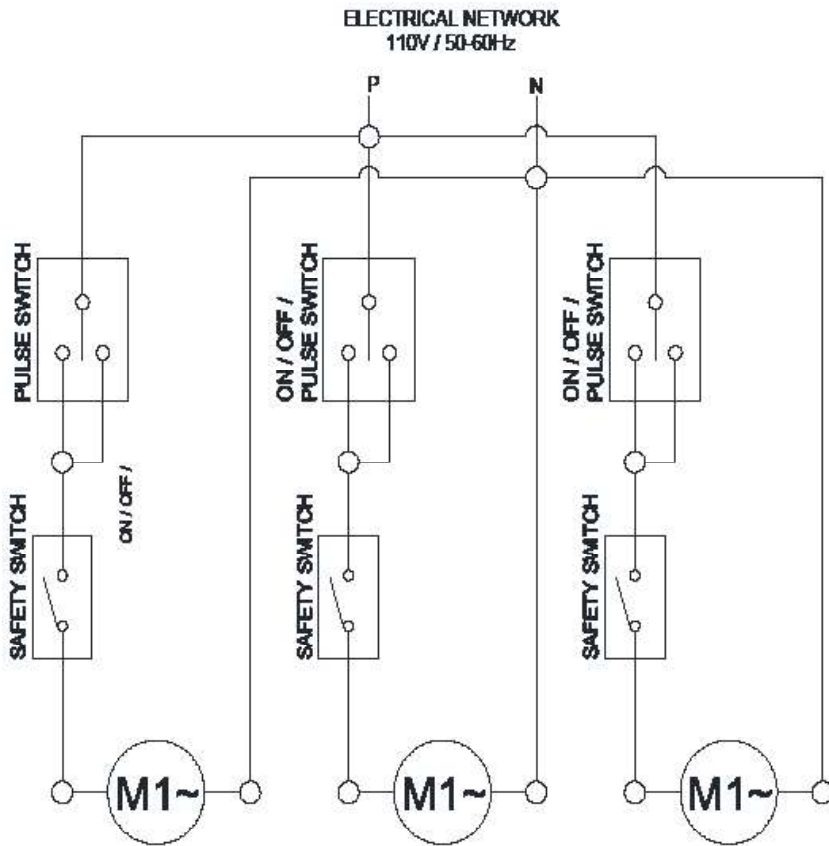 ELECTRICAL NETWORK
110V / 50-60Hz
P
N
PULSE SWITCH
ON / OFF /
PULSE SWITCH
ON / OFF /
PULSE SWITCH
ON / OFF /
SAFETY SWITCH
SAFETY SWITCH
SAFETY SWITCH
M1~
M1~
M1~